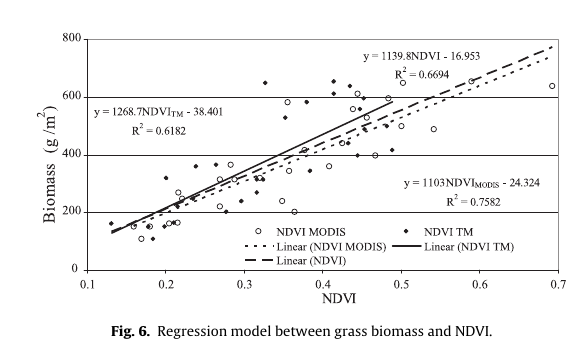 800
600
400
200
0
Biomass (g/m²)
y = 1139.8NDVI - 16.953
R² = 0.6694
y = 1268.7NDVI_TM - 38.401
R² = 0.6182
y = 1103NDVI_MODIS - 24.324
R² = 0.7582
NDVI MODIS
NDVI TM
Linear (NDVI MODIS)
Linear (NDVI TM)
Linear (NDVI)
0.1 0.2 0.3 0.4 0.5 0.6 0.7
NDVI
Fig. 6. Regression model between grass biomass and NDVI.